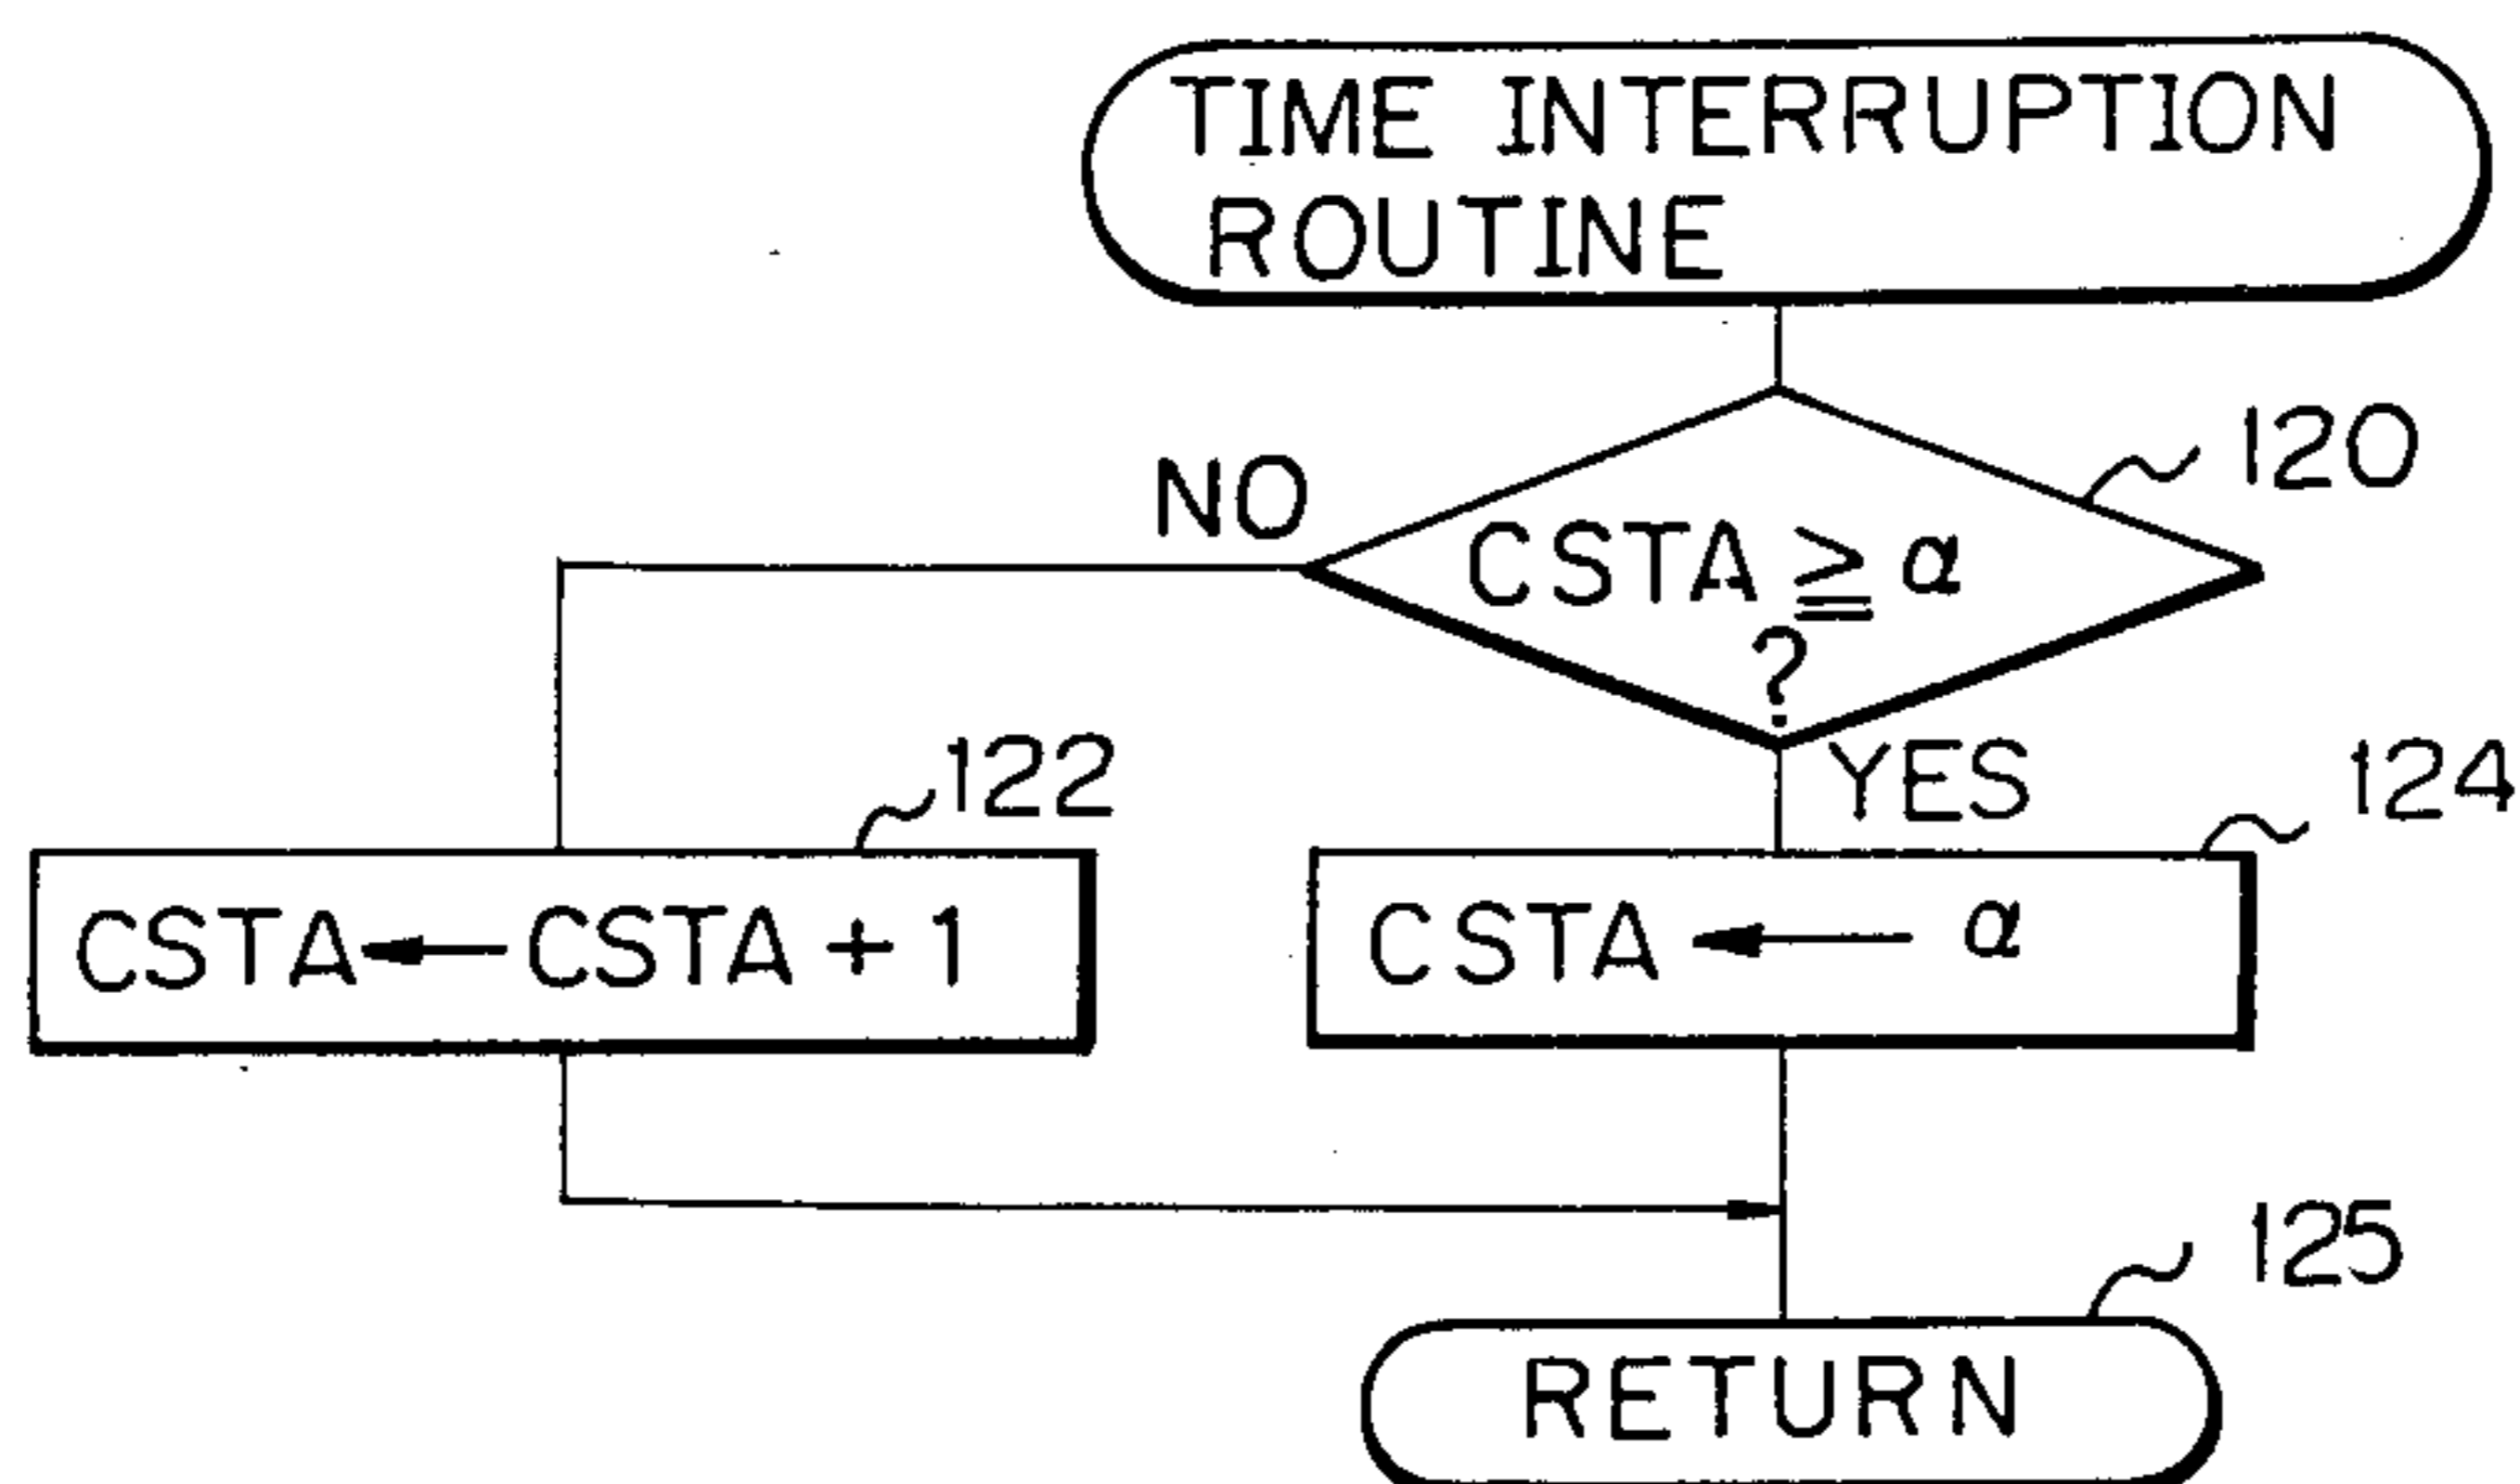 TIME INTERRUPTION
ROUTINE
120
NO
CSTA ≧ α
?
YES
122
124
CSTA ← CSTA + 1
CSTA ← α
125
RETURN